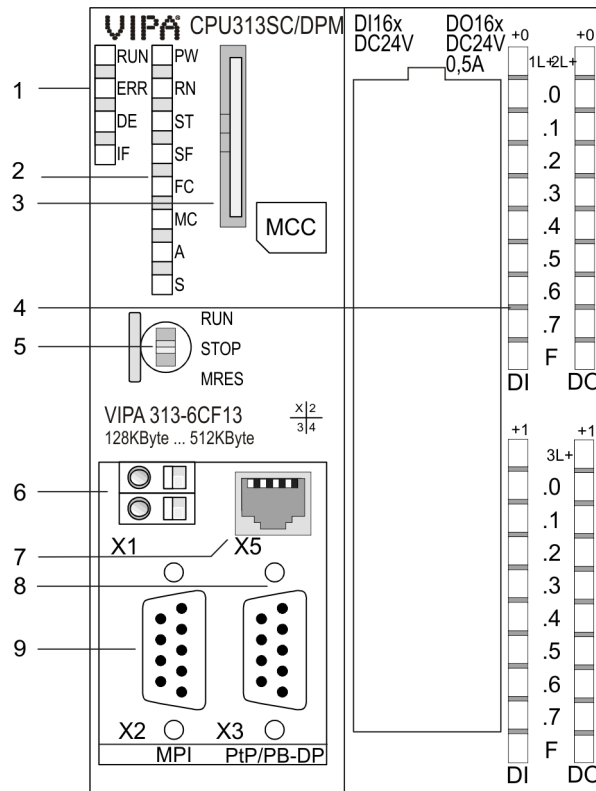 VIPA CPU313SC/DPM
RUN
ERR
DE
IF
PW
RN
ST
SF
FC
MC
A
S
MCC
1
2
3
4
5
6
7
8
9
RUN
STOP
MRES
VIPA 313-6CF13
128KByte ... 512KByte
X 2
3 4
X1
X5
X2
X3
MPI
PtP/PB-DP
DI16x
DC24V
DO16x
DC24V
0,5A
+0
+0
1L+
2L+
.0
.1
.2
.3
.4
.5
.6
.7
F
DI
DO
+1
+1
3L+
.0
.1
.2
.3
.4
.5
.6
.7
F
DI
DO